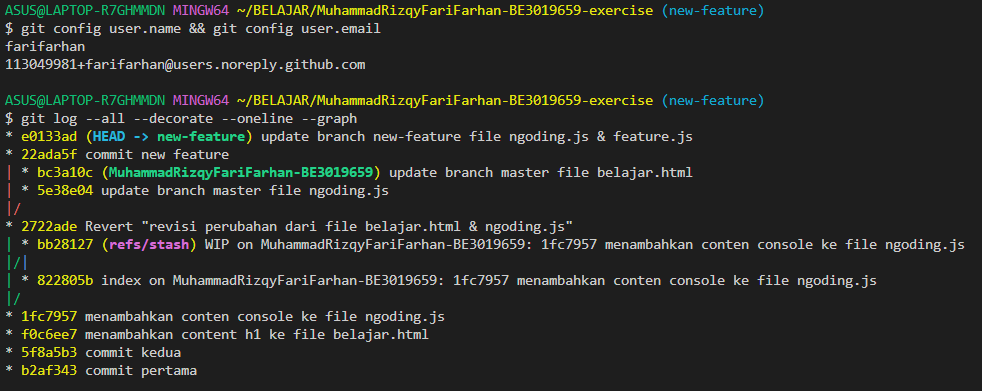 ASUS@LAPTOP-R7GHMMDN MINGW64 ~/BELAJAR/MuhammadRizqyFariFarhan-BE3019659-exercise (new-feature)
$ git config user.name && git config user.email
farifarhan
113049981+farifarhan@users.noreply.github.com

ASUS@LAPTOP-R7GHMMDN MINGW64 ~/BELAJAR/MuhammadRizqyFariFarhan-BE3019659-exercise (new-feature)
$ git log --all --decorate --oneline --graph
* e0133ad (HEAD -> new-feature) update branch new-feature file ngoding.js & feature.js
* 22ada5f commit new feature
| * bc3a10c (MuhammadRizqyFariFarhan-BE3019659) update branch master file belajar.html
| * 5e38e04 update branch master file ngoding.js
|/
* 2722ade Revert "revisi perubahan dari file belajar.html & ngoding.js"
| * bb28127 (refs/stash) WIP on MuhammadRizqyFariFarhan-BE3019659: 1fc7957 menambahkan conten console ke file ngoding.js
|/|
| * 822805b index on MuhammadRizqyFariFarhan-BE3019659: 1fc7957 menambahkan conten console ke file ngoding.js
|/
* 1fc7957 menambahkan conten console ke file ngoding.js
* f0c6ee7 menambahkan content h1 ke file belajar.html
* 5f8a5b3 commit kedua
* b2af343 commit pertama